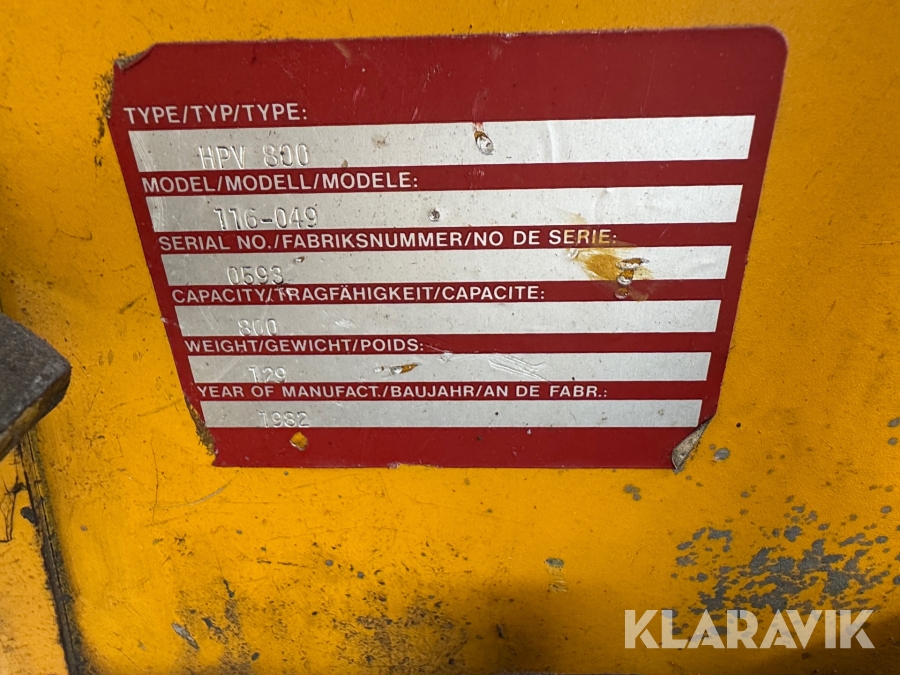 TYPE/TYP/TYPE:
HPV 800
MODEL/MODELL/MODELE:
116-049
SERIAL NO./FABRIKSNUMMER/NO DE SERIE:
0593
CAPACITY/TRAGFÄHIGKEIT/CAPACITE:
800
WEIGHT/GEWICHT/POIDS:
129
YEAR OF MANUFACT./BAUJAHR/AN DE FABR.:
1982
KLARAVIK